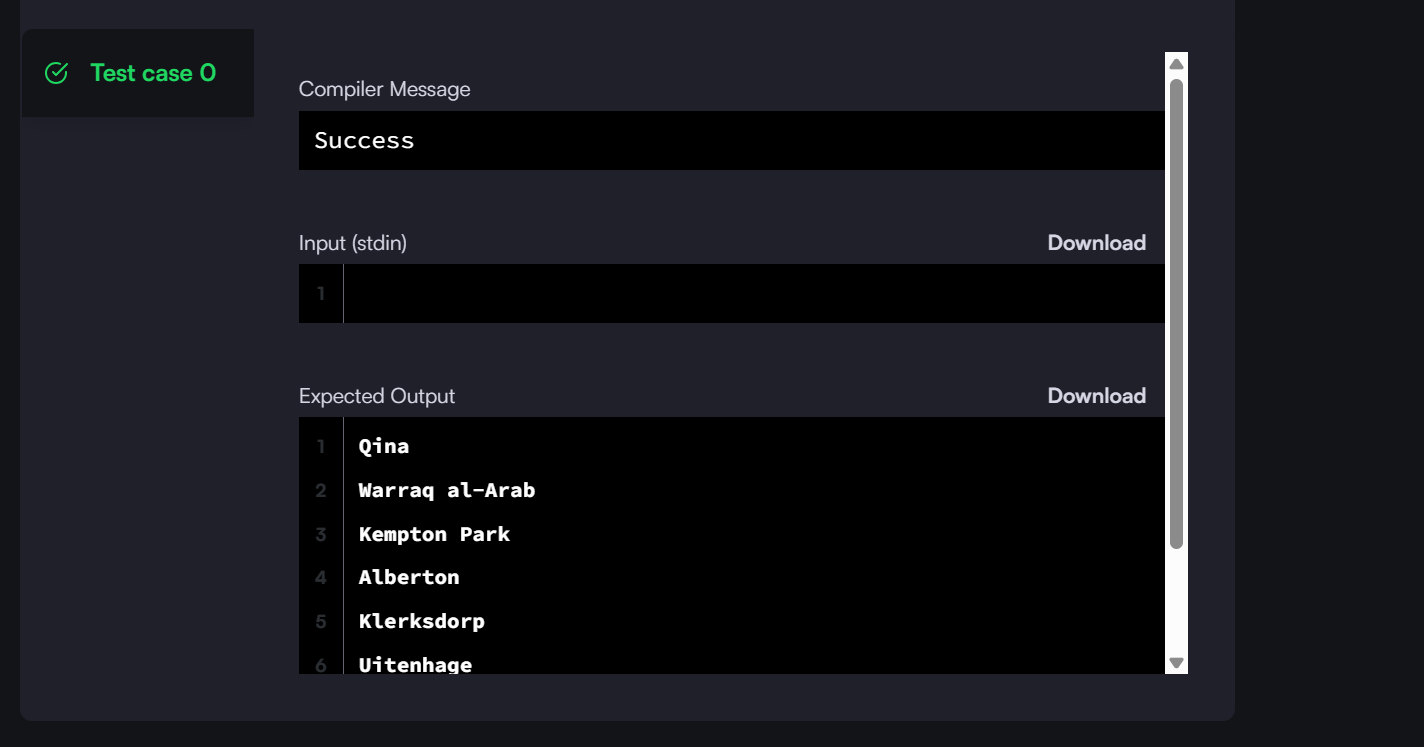 Test case 0
Compiler Message
Success
Input (stdin)
Download
1
Expected Output
Download
1 Qina
2 Warraq al-Arab
3 Kempton Park
4 Alberton
5 Klerksdorp
6 Uitenhage